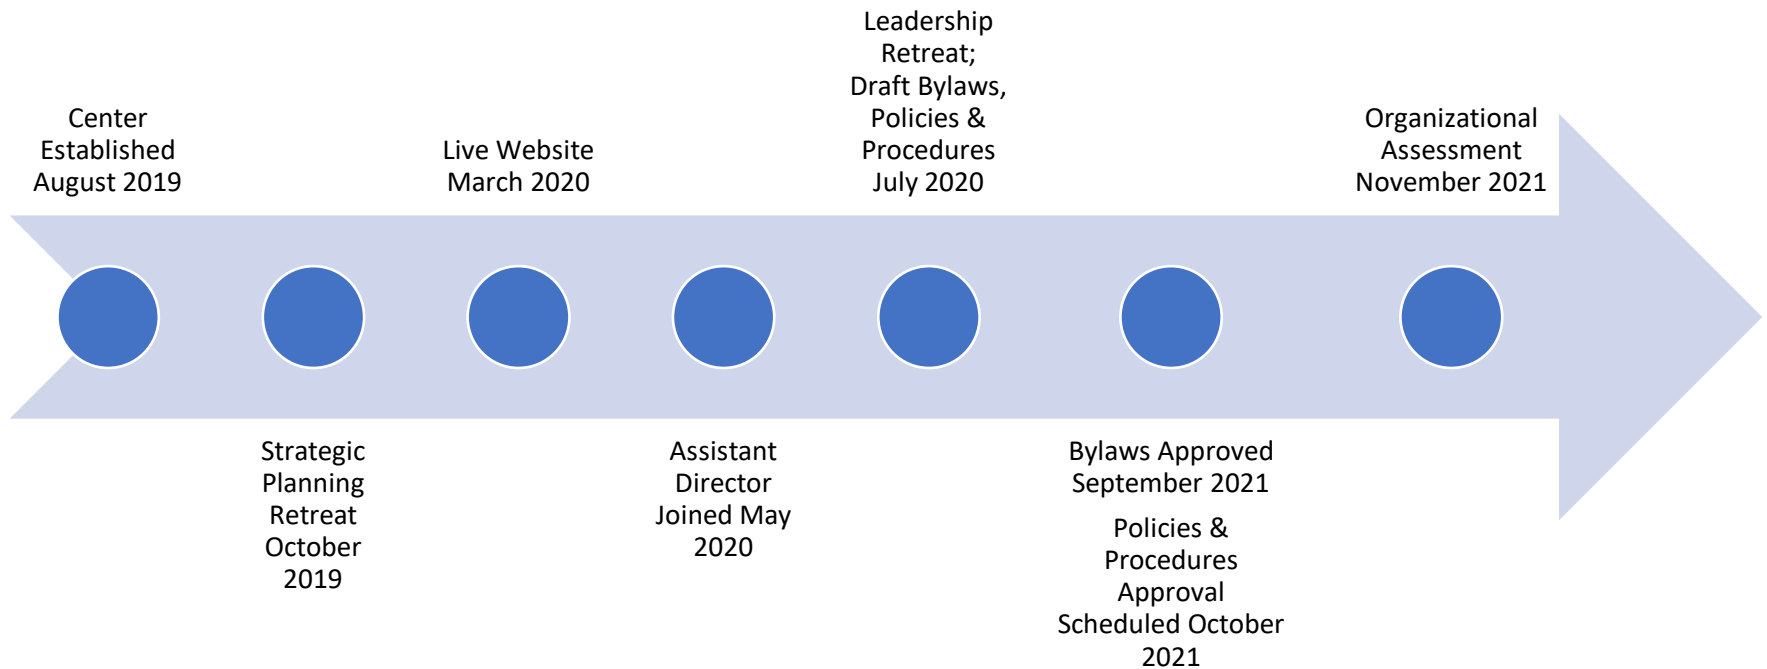 Center
Established
August 2019
Strategic
Planning
Retreat
October
2019
Live Website
March 2020
Assistant
Director
Joined May
2020
Leadership
Retreat;
Draft Bylaws,
Policies &
Procedures
July 2020
Bylaws Approved
September 2021
Policies &
Procedures
Approval
Scheduled October
2021
Organizational
Assessment
November 2021